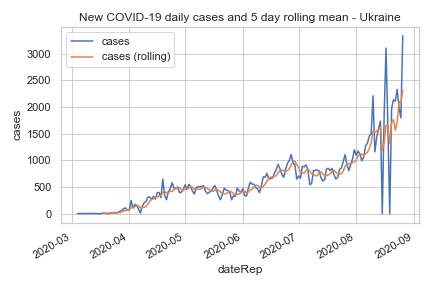 New COVID-19 daily cases and 5 day rolling mean - Ukraine
cases
cases (rolling)
cases
3000
2500
2000
1500
1000
500
0
2020-03
2020-04
2020-05
2020-06
2020-07
2020-08
2020-09
dateRep